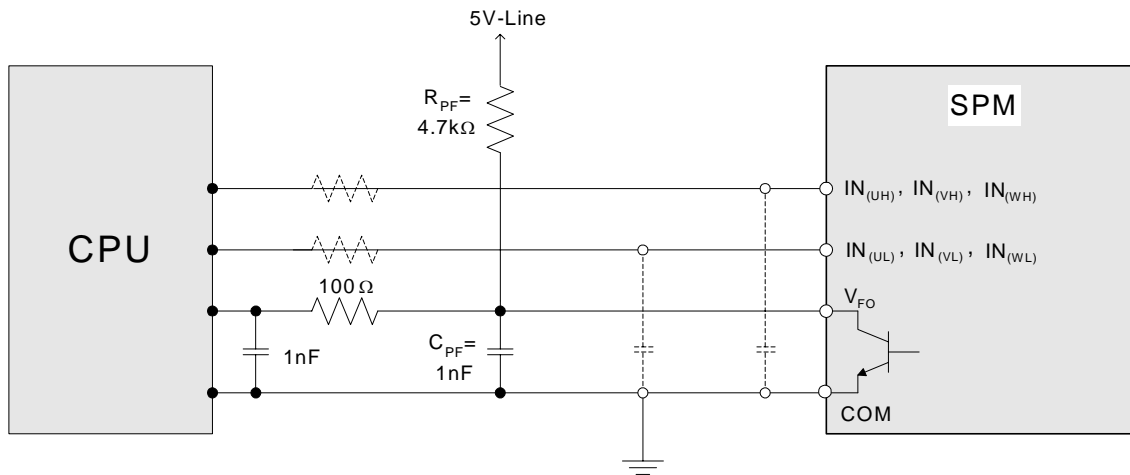 5V-Line
R_PF=
4.7kΩ
SPM
CPU
IN_(UH), IN_(VH), IN_(WH)
IN_(UL), IN_(VL), IN_(WL)
100Ω
V_FO
1nF
C_PF=
1nF
COM